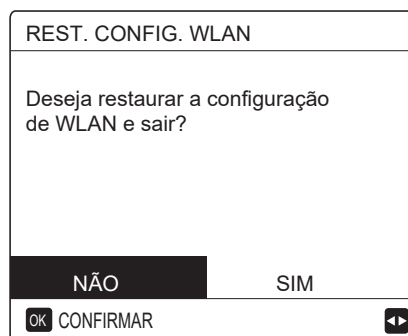 REST. CONFIG. WLAN
Deseja restaurar a configuração
de WLAN e sair?
NÃO SIM
OK CONFIRMAR